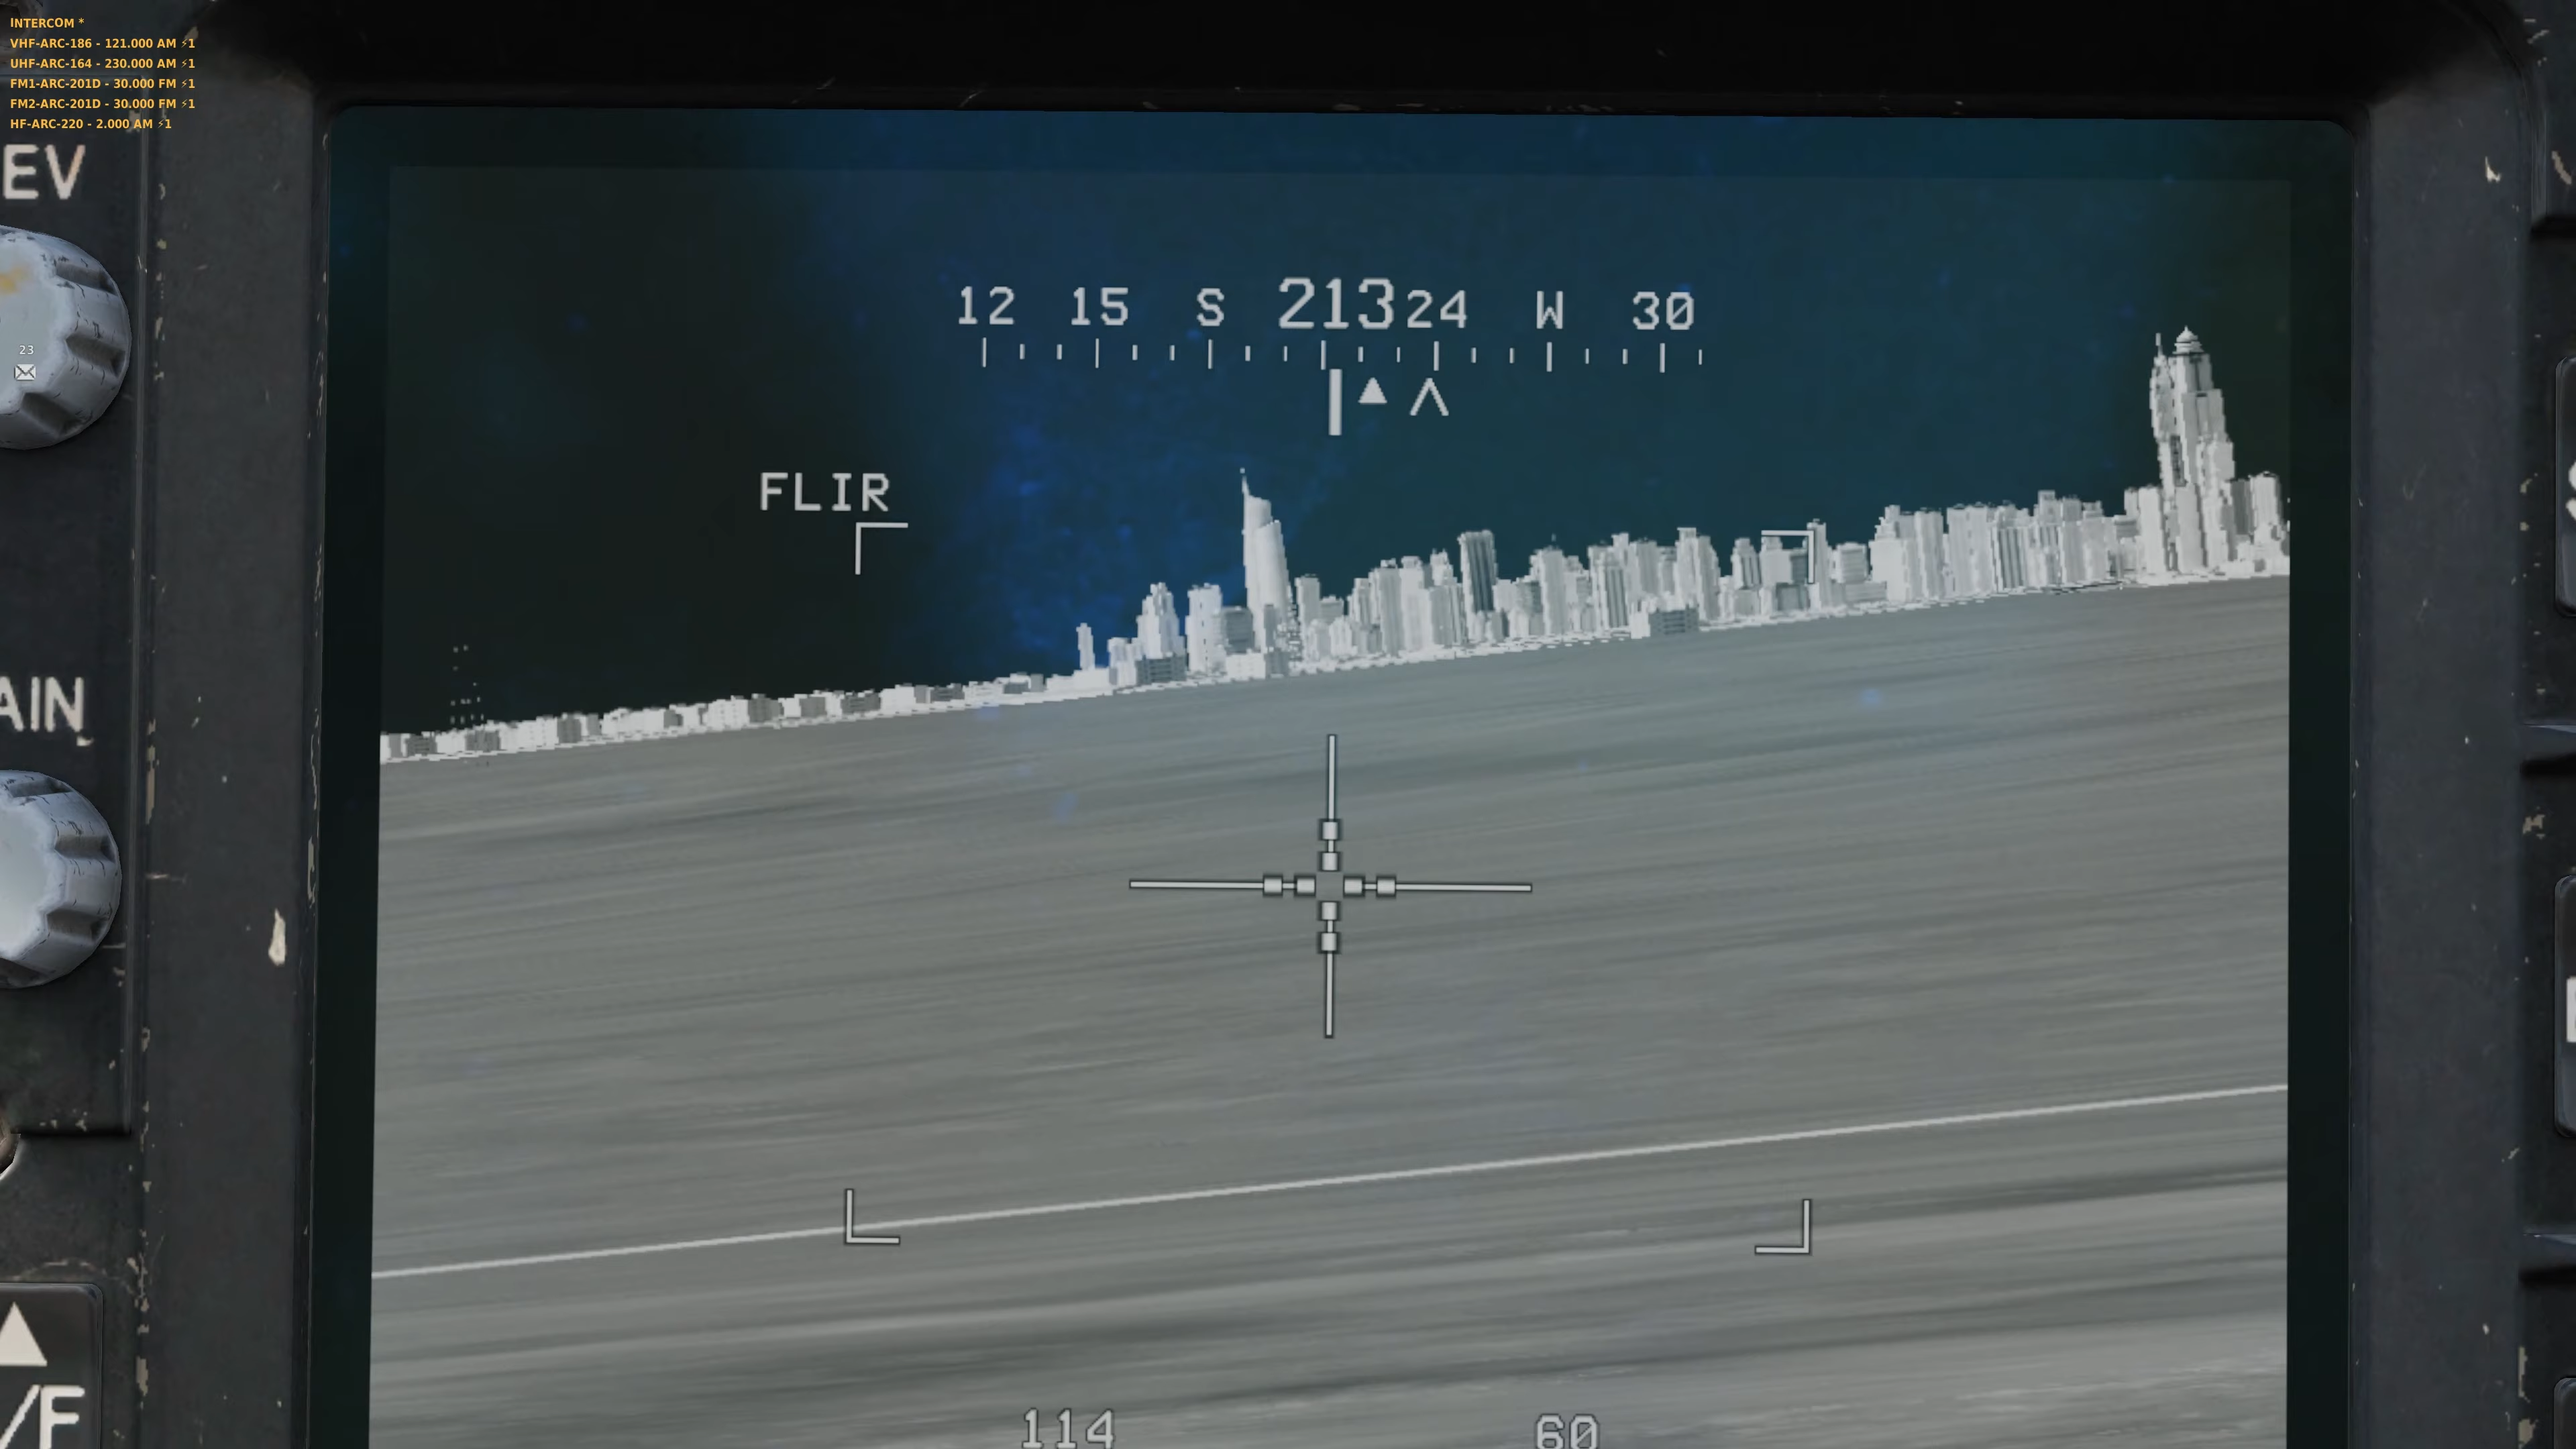 INTERCOM *
VHF-ARC-186 - 121.000 AM ⚡1
UHF-ARC-164 - 230.000 AM ⚡1
FM1-ARC-201D - 30.000 FM ⚡1
FM2-ARC-201D - 30.000 FM ⚡1
HF-ARC-220 - 2.000 AM ⚡1
EV
12 15 S 213 24 W 30
23
FLIR
AIN
/F
114 60